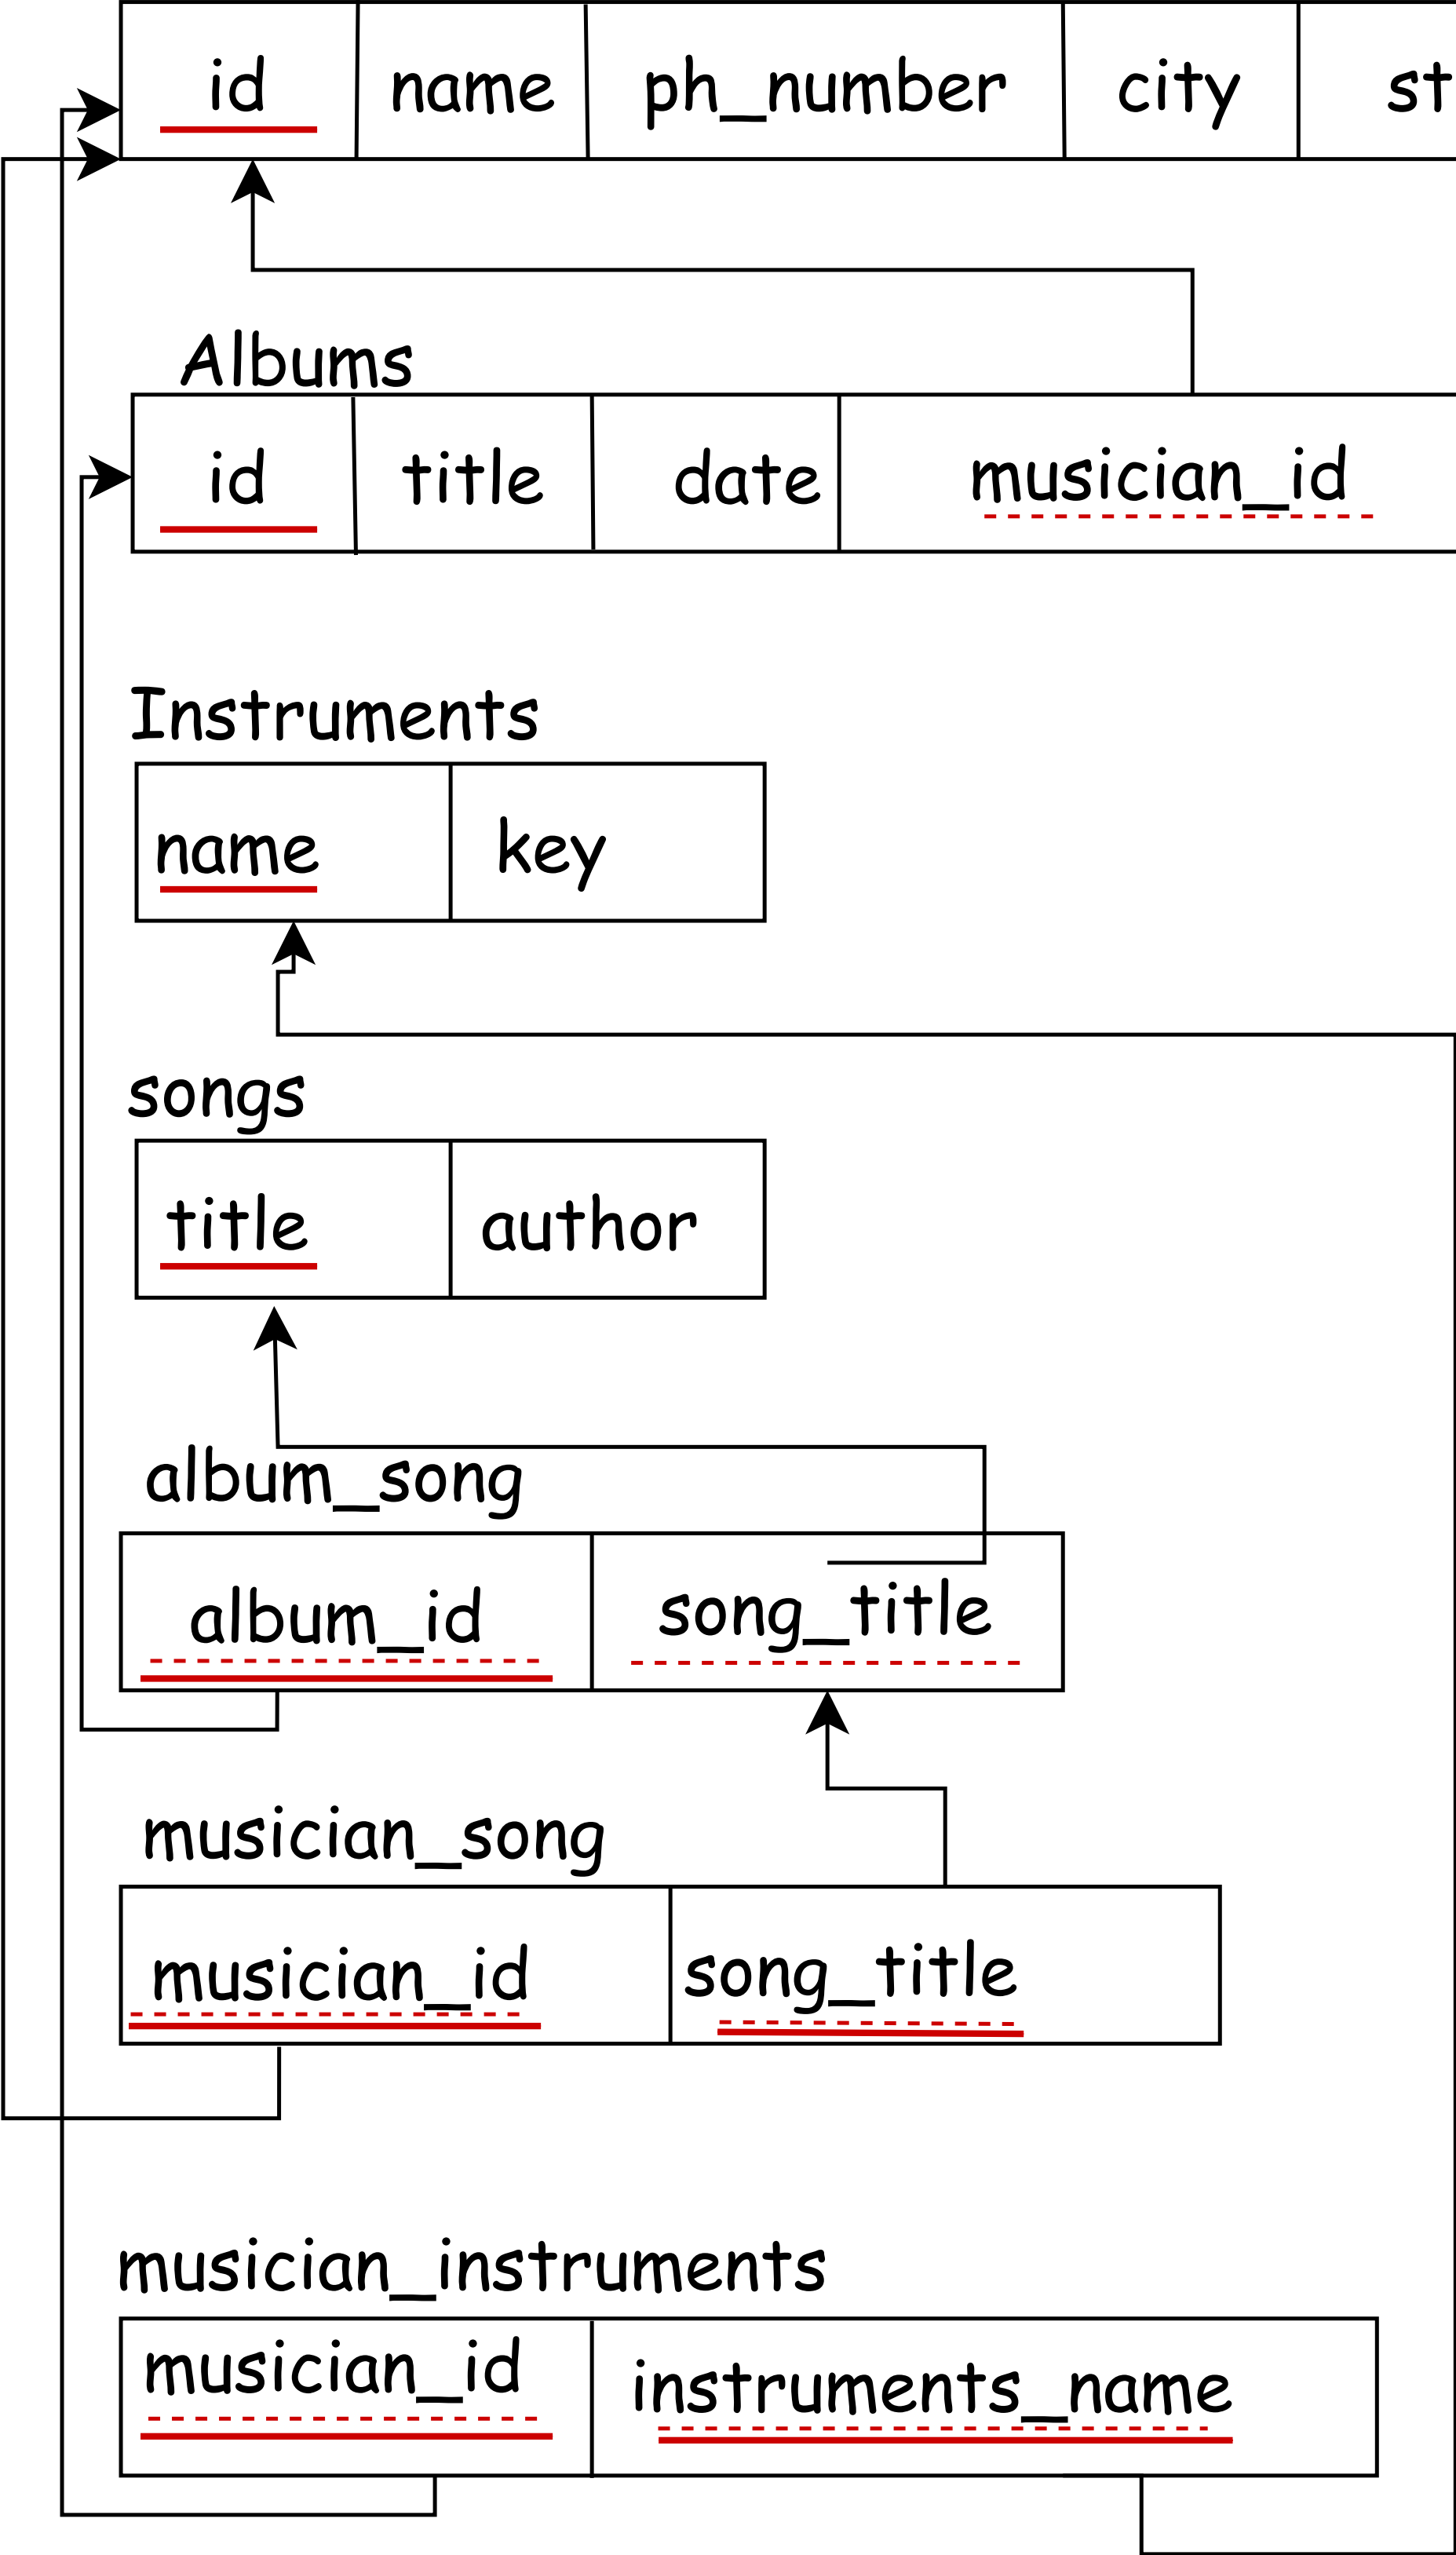 id name ph_number city st
Albums
id title date musician_id
Instruments
name key
songs
title author
album_song
album_id song_title
musician_song
musician_id song_title
musician_instruments
musician_id instruments_name